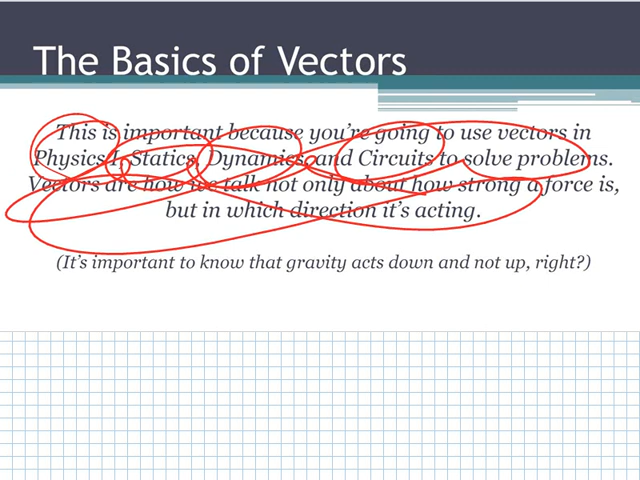 The Basics of Vectors
This is important because you're going to use vectors in
Physics I, Statics, Dynamics, and Circuits to solve problems.
Vectors are how we talk not only about how strong a force is,
but in which direction it's acting.
(It's important to know that gravity acts down and not up, right?)